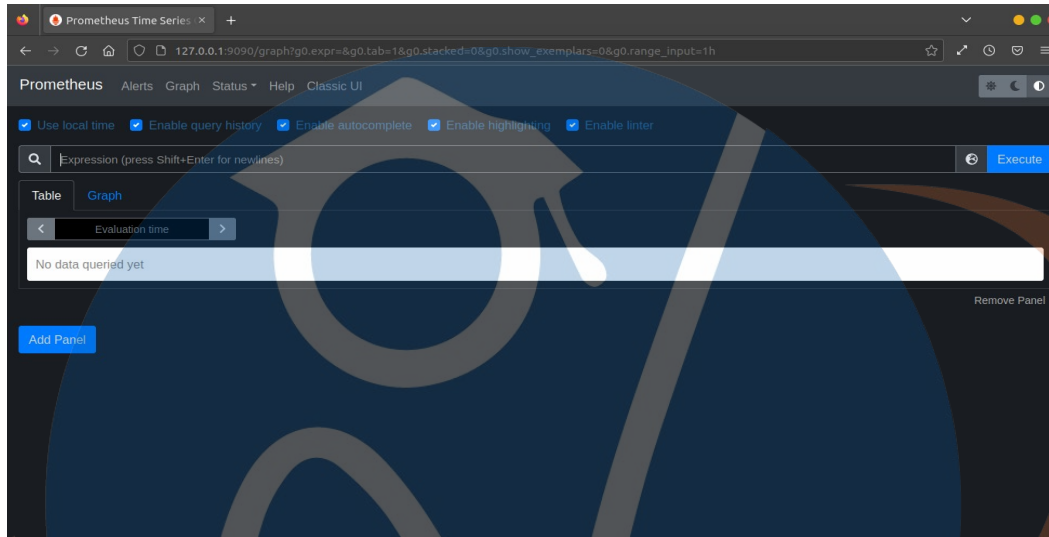 Prometheus Time Series
127.0.0.1:9090/graph?g0.expr=&g0.tab=1&g0.stacked=0&g0.show_exemplars=0&g0.range_input=1h
Prometheus Alerts Graph Status Help Classic UI
Use local time Enable query history Enable autocomplete Enable highlighting Enable linter
Expression (press Shift+Enter for newlines) Execute
Table Graph
Evaluation time
No data queried yet
Remove Panel
Add Panel